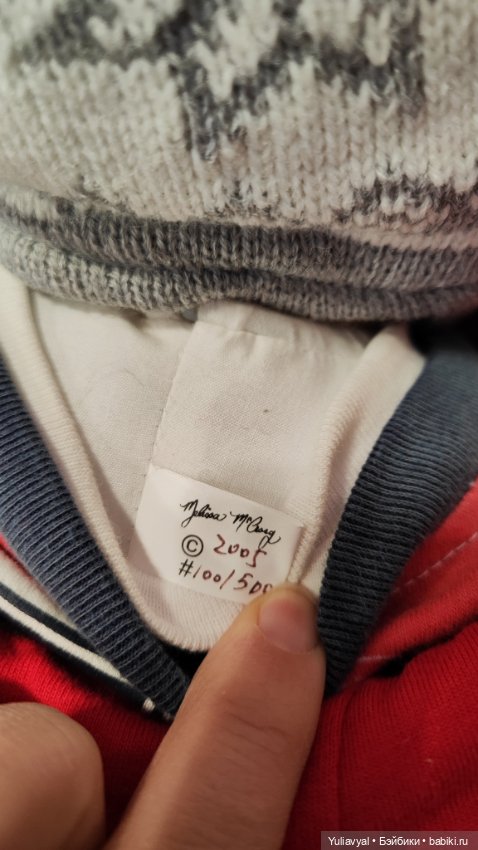 Melissa McCrory
© 2005
#100/500
Yuliavyal • Бэйбики • babiki.ru